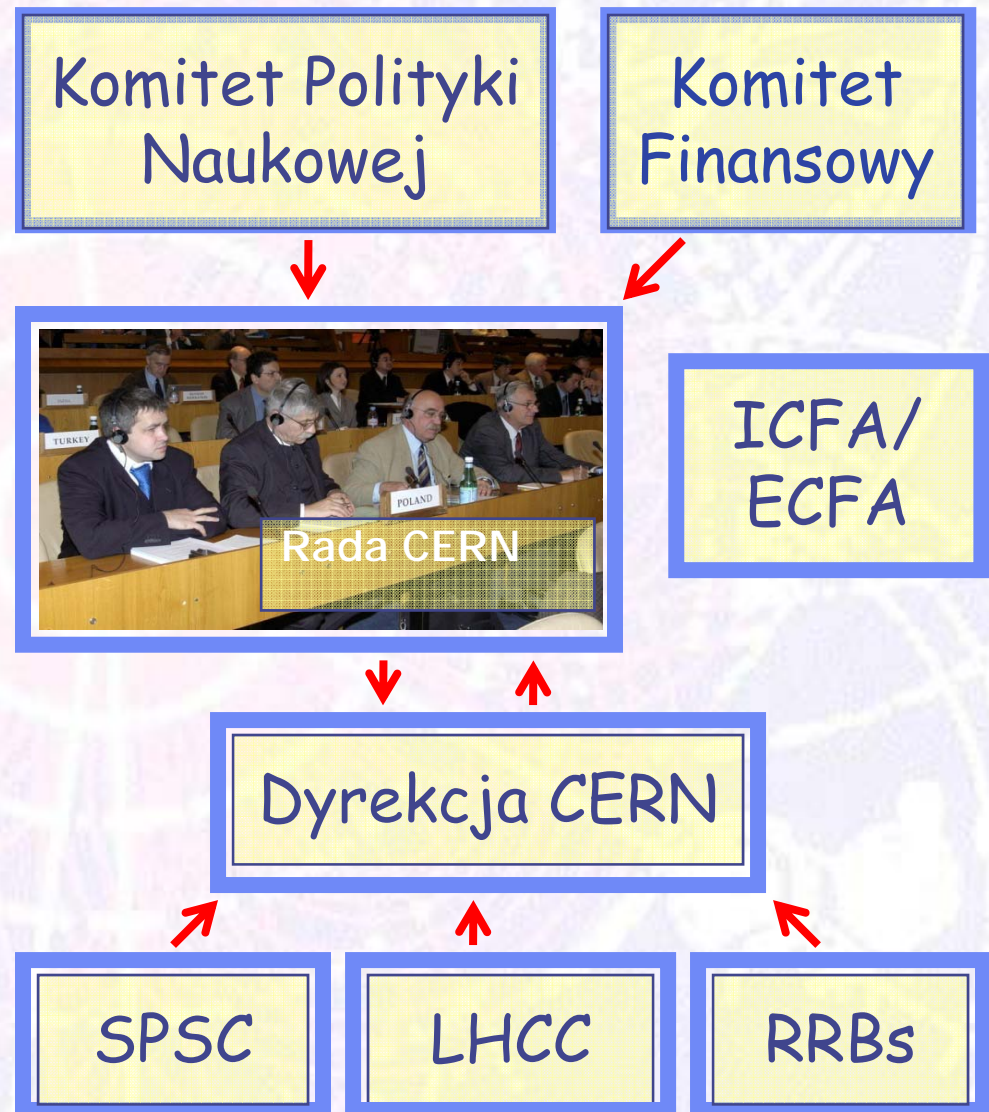 Komitet Polityki
Naukowej
Komitet
Finansowy
TURKEY
POLAND
Rada CERN
ICFA/
ECFA
Dyrekcja CERN
SPSC
LHCC
RRBs